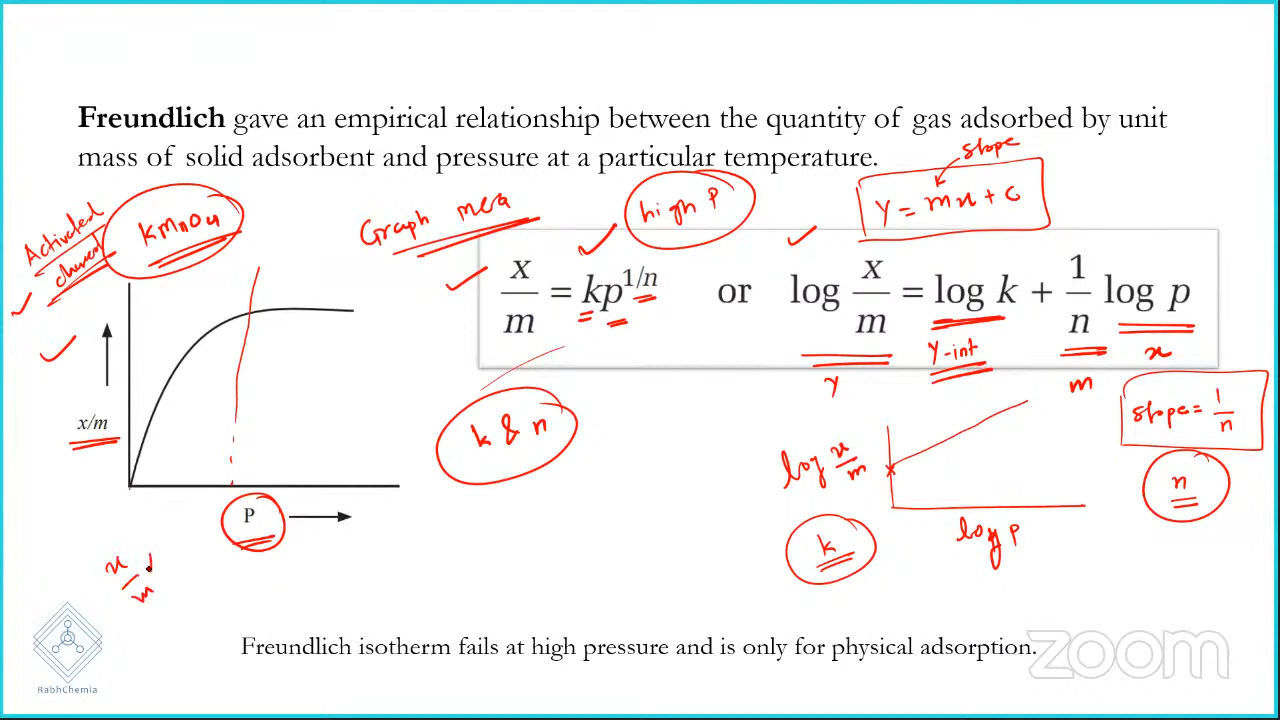 Freundlich gave an empirical relationship between the quantity of gas adsorbed by unit
mass of solid adsorbent and pressure at a particular temperature.
slope
y = mx + c
high P
Graph
Activated
KMnO4
x/m = kp^1/n or log x/m = log k + 1/n log p
y
y-int
m
x
k & n
slope = 1/n
n
x/m
log x/m
P
k
log P
x/m
Freundlich isotherm fails at high pressure and is only for physical adsorption.
zoom
RabhChemia